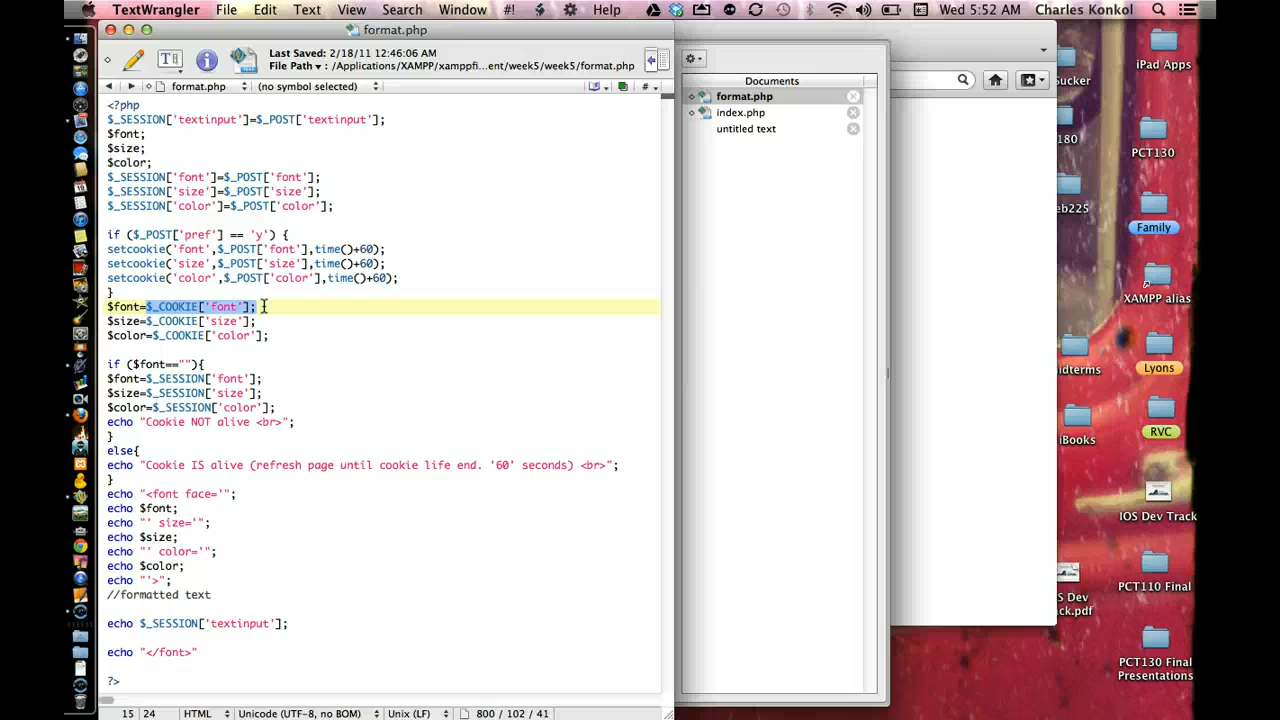 TextWrangler File Edit Text View Search Window #! Help Wed 5:52 AM Charles Konkol
format.php
Last Saved: 2/18/11 12:46:06 AM
File Path ▾ : /Applications/XAMPP/xamppfi...ent/week5/week5/format.php
format.php (no symbol selected) #
<?php
$_SESSION['textinput']=$_POST['textinput'];
$font;
$size;
$color;
$_SESSION['font']=$_POST['font'];
$_SESSION['size']=$_POST['size'];
$_SESSION['color']=$_POST['color'];
if ($_POST['pref'] == 'y') {
setcookie('font',$_POST['font'],time()+60);
setcookie('size',$_POST['size'],time()+60);
setcookie('color',$_POST['color'],time()+60);
}
$font=$_COOKIE['font'];
$size=$_COOKIE['size'];
$color=$_COOKIE['color'];
if ($font==""){
$font=$_SESSION['font'];
$size=$_SESSION['size'];
$color=$_SESSION['color'];
echo "Cookie NOT alive <br>";
}
else{
echo "Cookie IS alive (refresh page until cookie life end. '60' seconds) <br>";
}
echo "<font face='";
echo $font;
echo "' size='";
echo $size;
echo "' color='";
echo $color;
echo "'>";
//formatted text
echo $_SESSION['textinput'];
echo "</font>"
?>
15 24 HTML Unicode (UTF-8, no BOM) Unix (LF) 800 / 102 / 41
Documents
format.php
index.php
untitled text
Sucker
iPad Apps
180
PCT130
eb225
Family
XAMPP alias
idterms
Lyons
iBooks
RVC
IOS Dev Track
S Dev
ck.pdf
PCT110 Final
PCT130 Final
Presentations